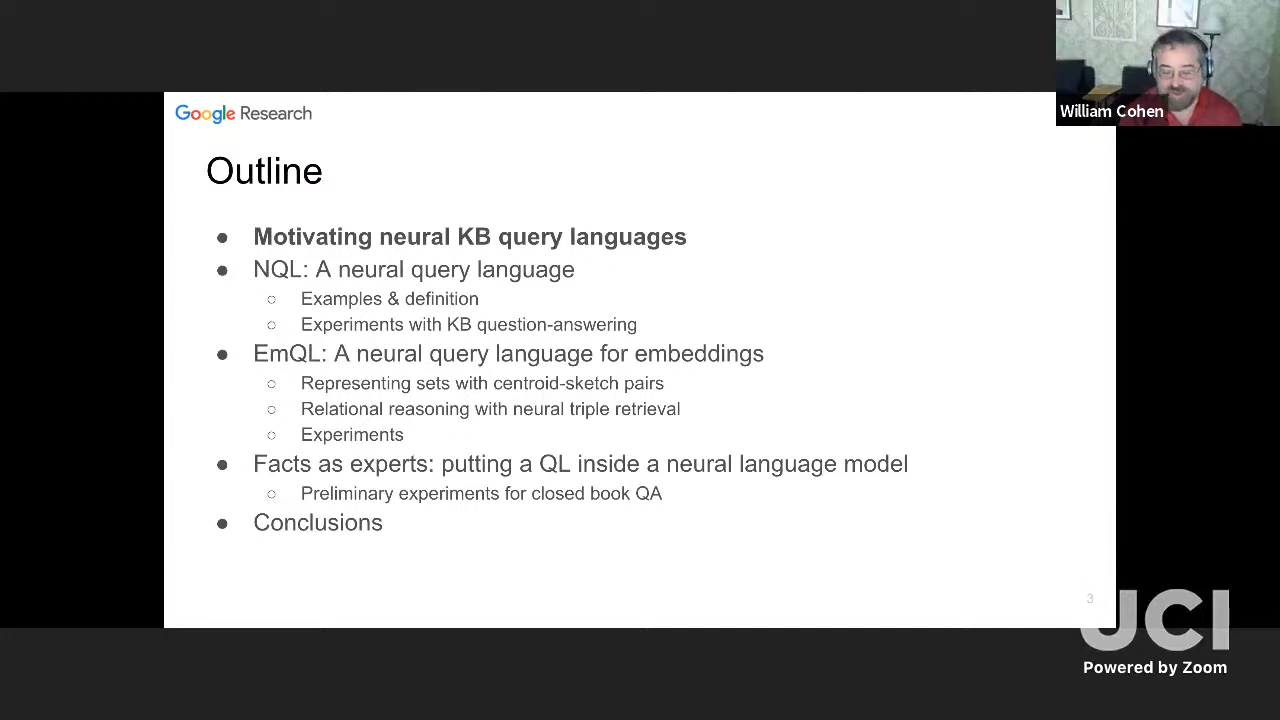 William Cohen
Google Research
Outline
● Motivating neural KB query languages
● NQL: A neural query language
○ Examples & definition
○ Experiments with KB question-answering
● EmQL: A neural query language for embeddings
○ Representing sets with centroid-sketch pairs
○ Relational reasoning with neural triple retrieval
○ Experiments
● Facts as experts: putting a QL inside a neural language model
○ Preliminary experiments for closed book QA
● Conclusions
3
UCI
Powered by Zoom